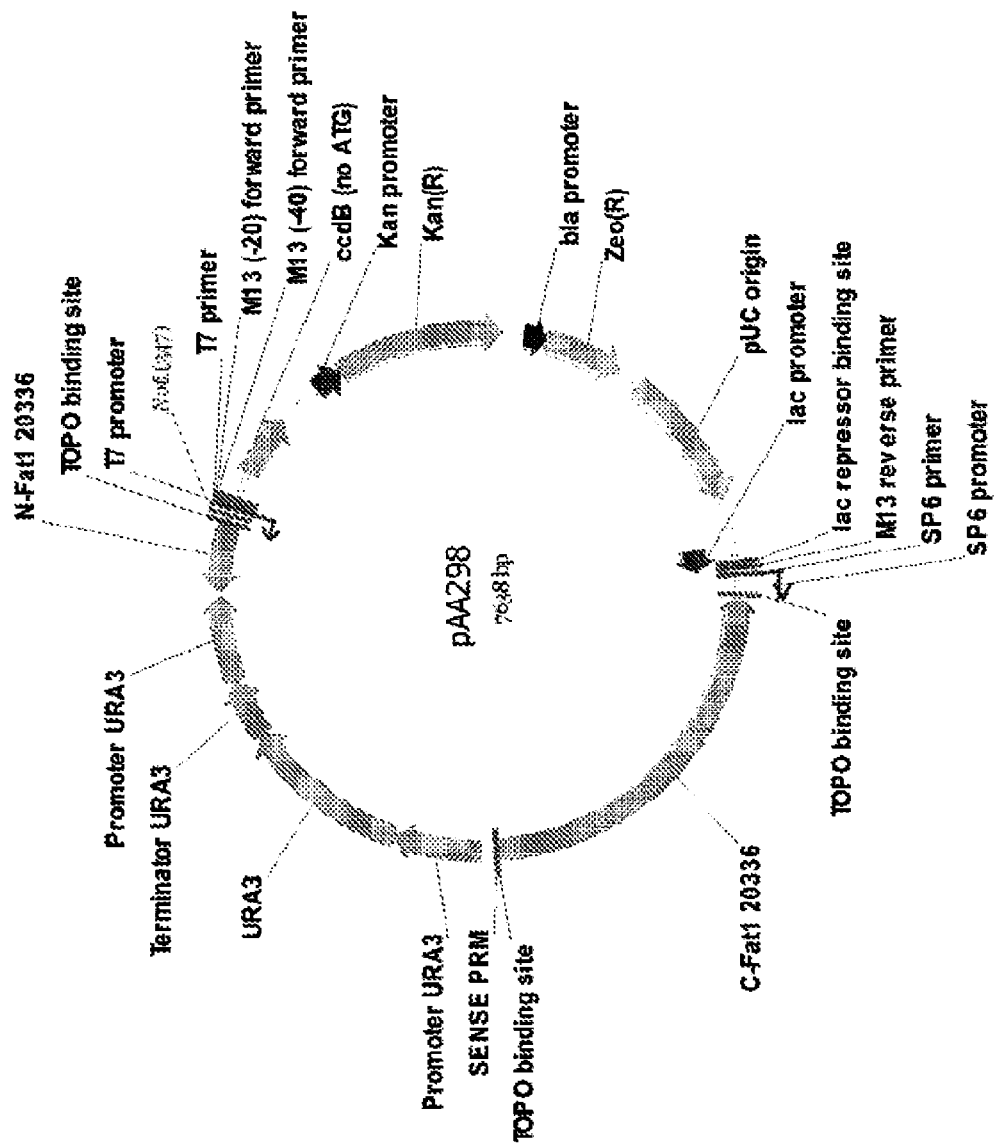 N-Fat1 20336
TOPO binding site
T7 promoter
T7 primer
M13 (-20) forward primer
M13 (-40) forward primer
ccdB (no ATG)
Kan promoter
Kan(R)
bla promoter
Zeo(R)
pUC origin
lac promoter
lac repressor binding site
M13 reverse primer
SP6 primer
SP6 promoter
TOPO binding site
C-Fat1 20336
TOPO binding site
SENSE PRM
Promoter URA3
URA3
Terminator URA3
Promoter URA3
pAA298
bp